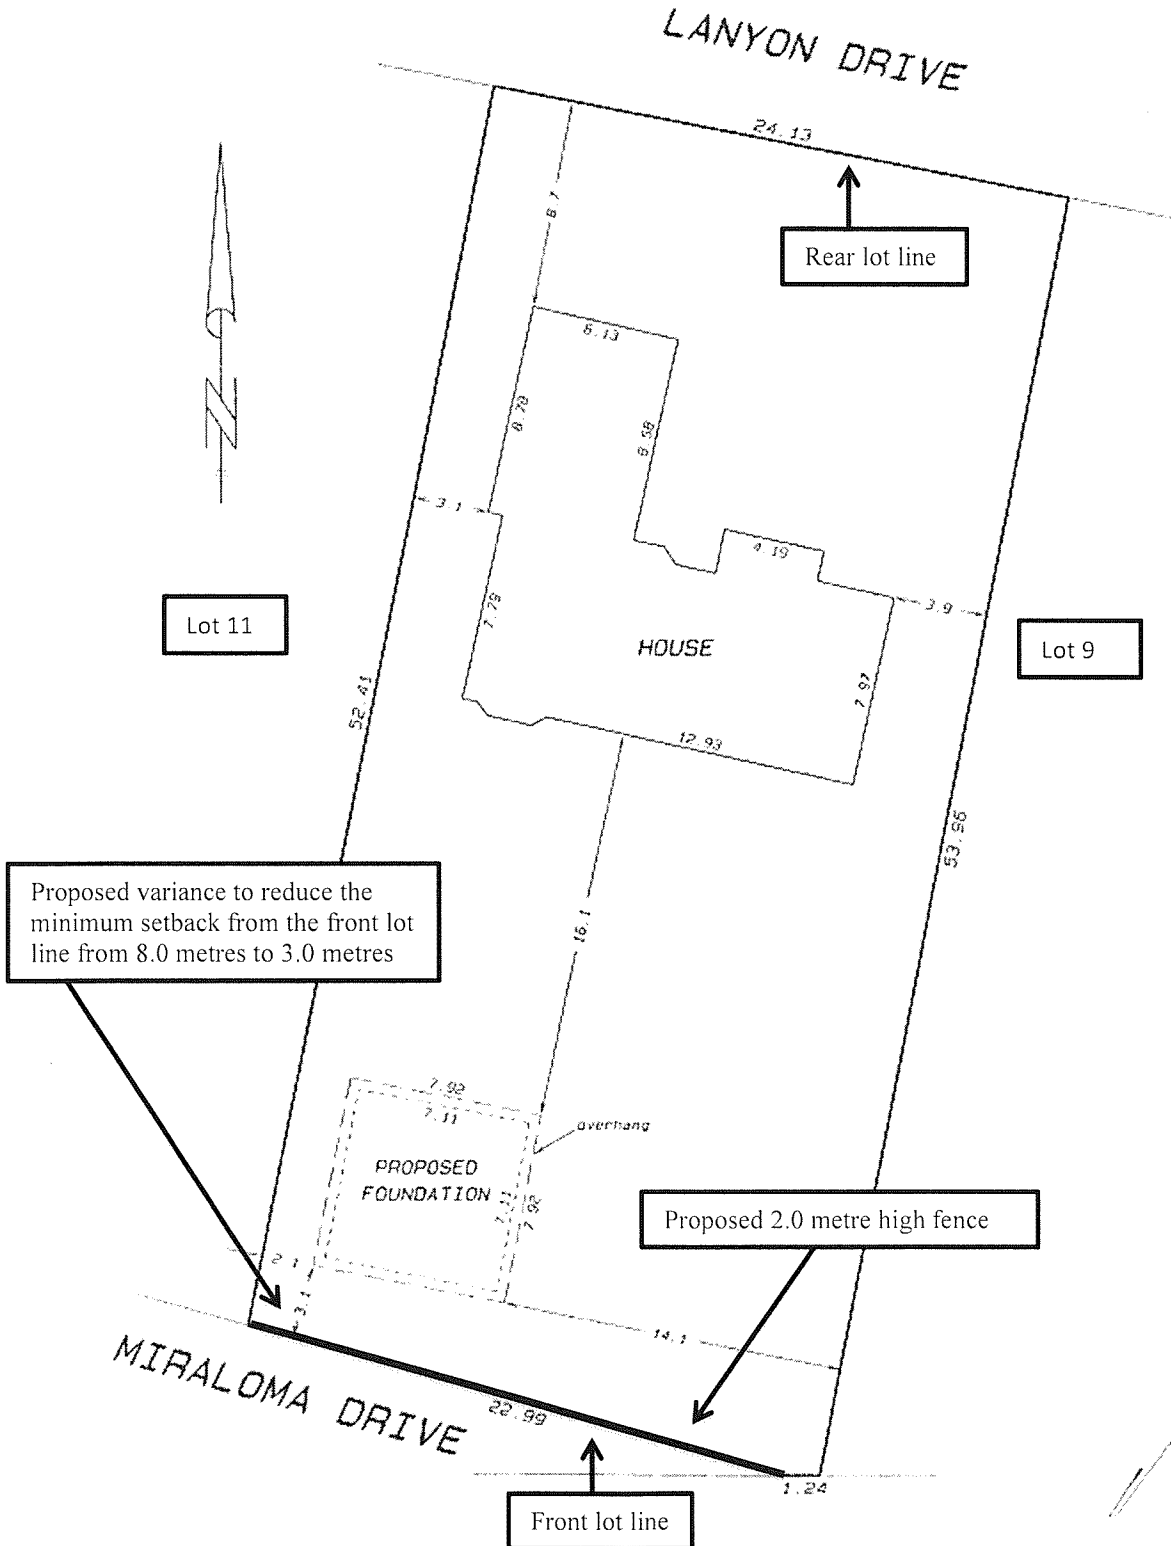 LANYON DRIVE
24.13
Rear lot line
8.7
6.13
8.78
8.58
N
3.1
4.19
3.9
Lot 11
7.79
HOUSE
Lot 9
7.97
52.41
12.93
53.96
Proposed variance to reduce the
minimum setback from the front lot
line from 8.0 metres to 3.0 metres
16.1
7.92
7.11
overhang
PROPOSED
FOUNDATION
7.11
7.92
Proposed 2.0 metre high fence
2.1
3.1
14.1
MIRALOMA DRIVE
22.99
1.24
Front lot line